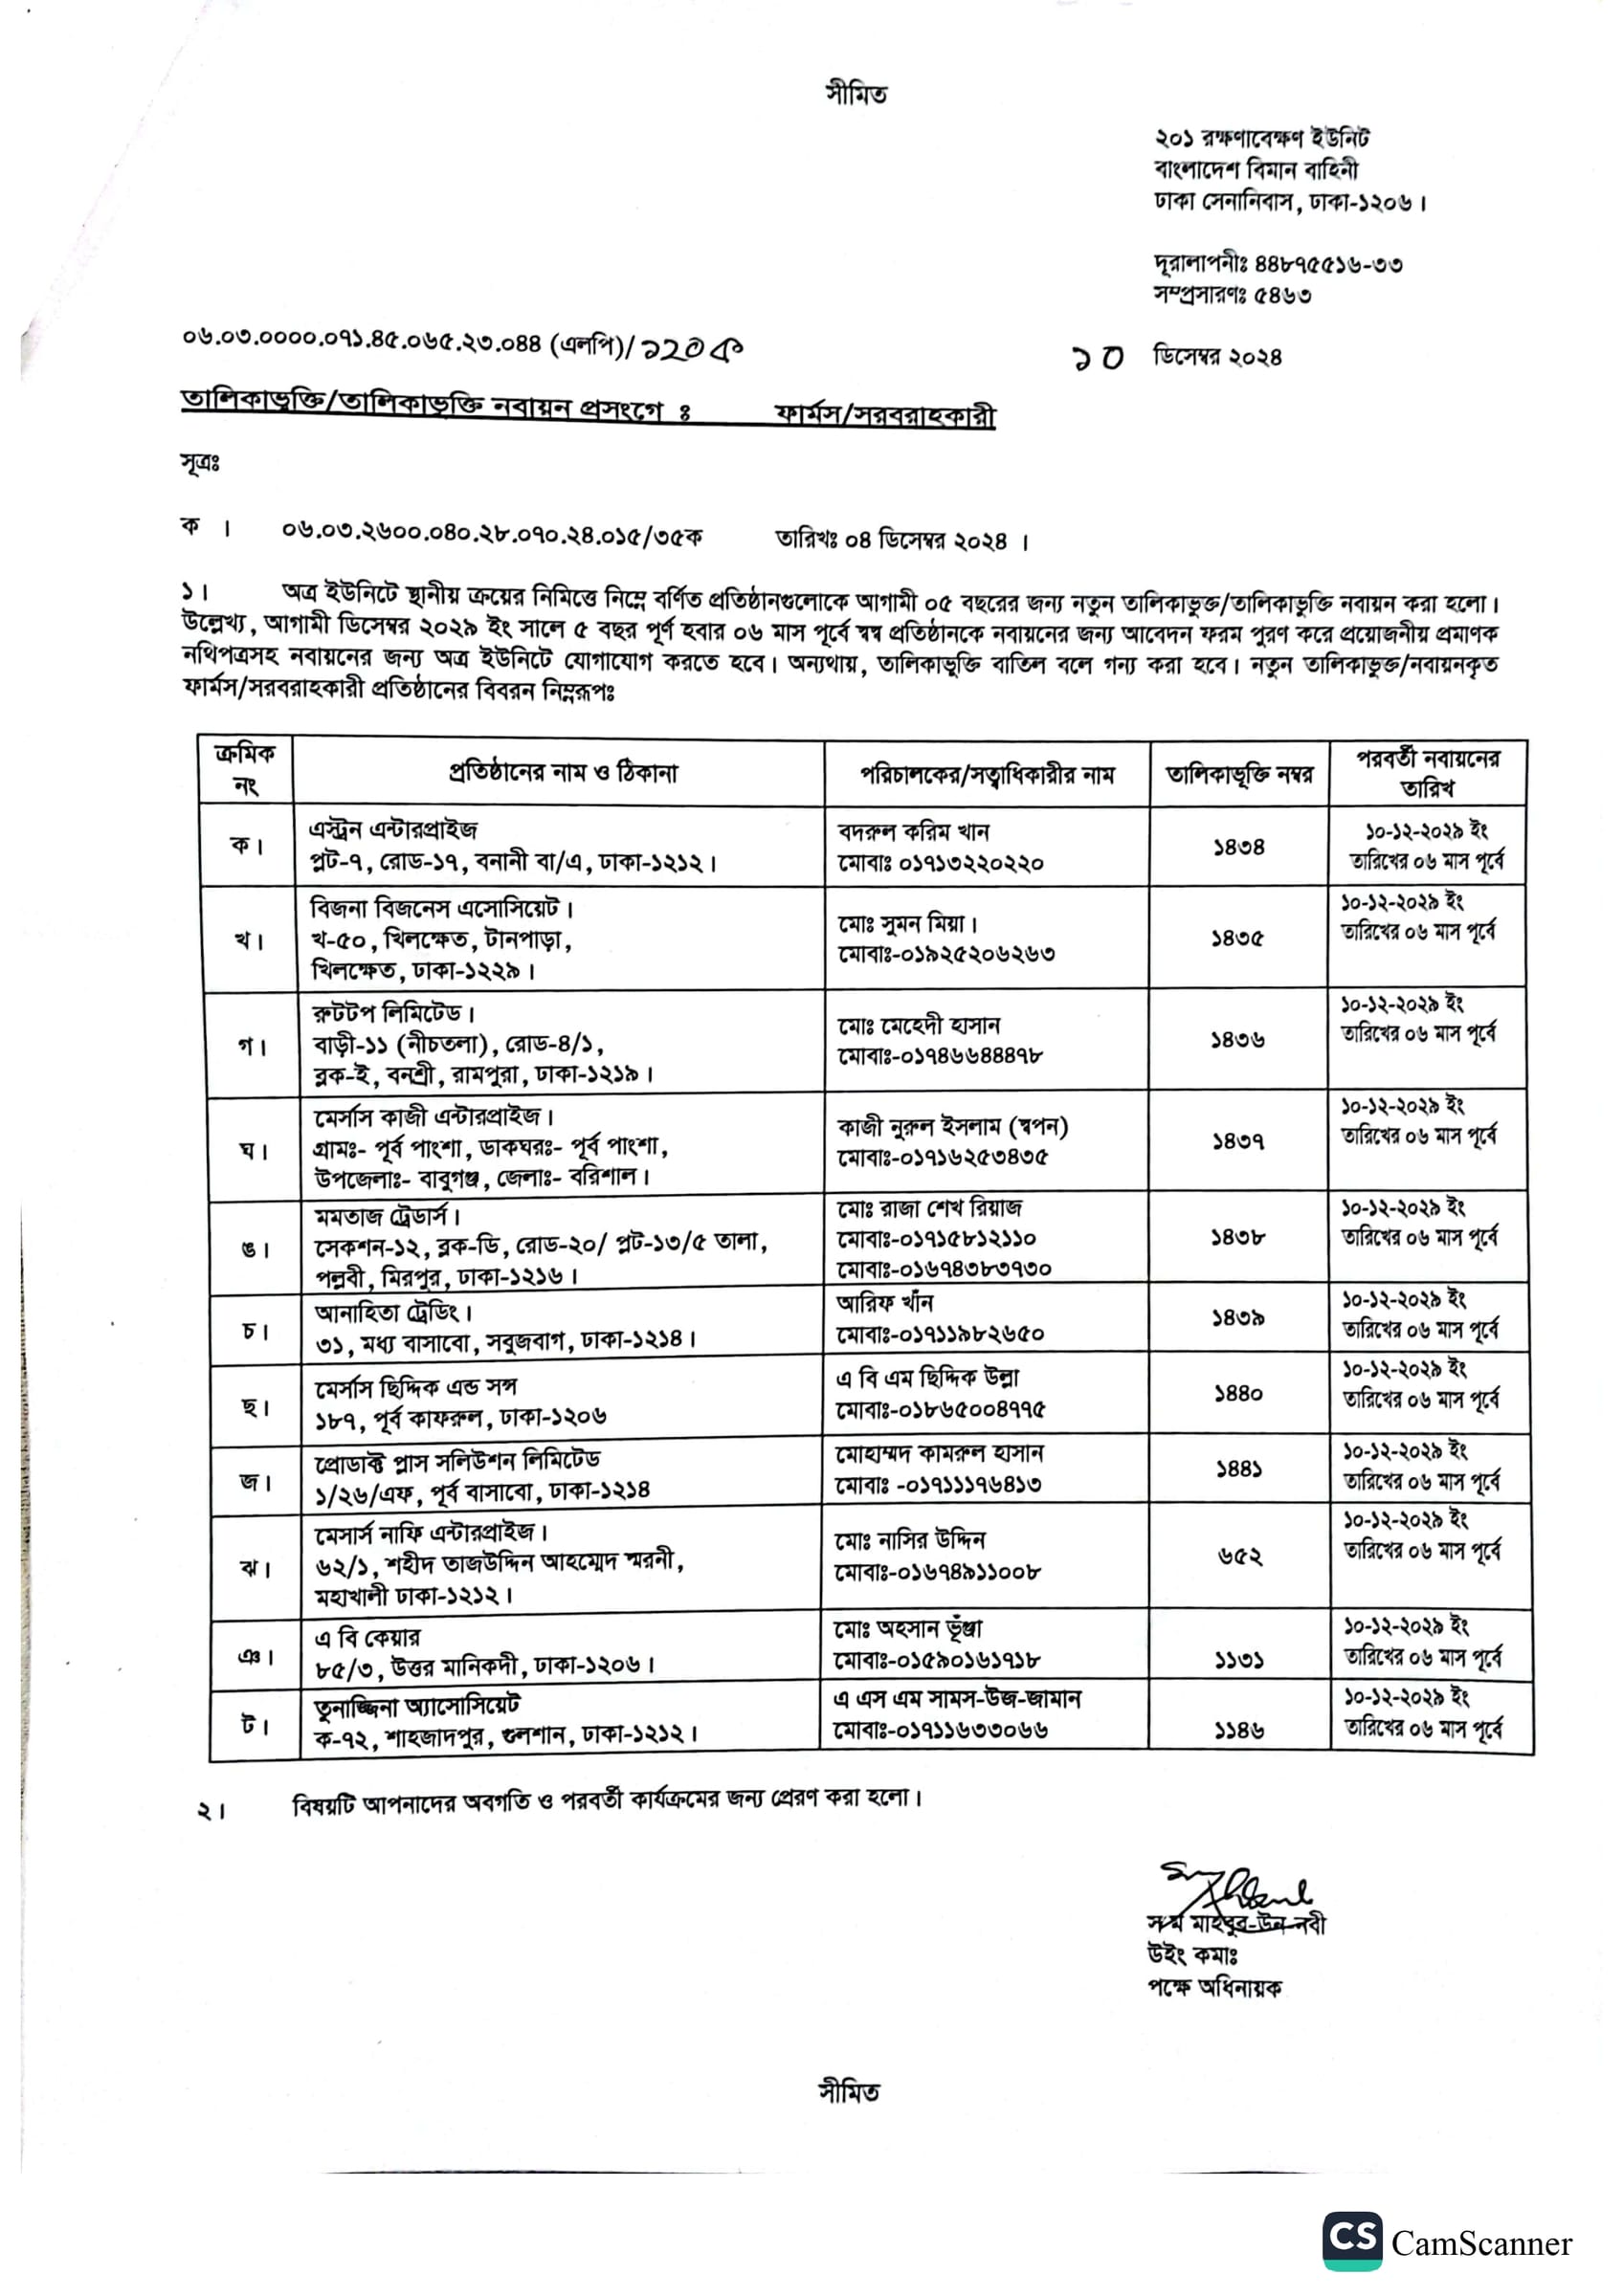 সীমিত
২০১ রক্ষণাবেক্ষণ ইউনিট
বাংলাদেশ বিমান বাহিনী
ঢাকা সেনানিবাস, ঢাকা-১২০৬।
দূরালাপনীঃ ৪৪৮৭৫৫১৬-৩৩
সম্প্রসারণঃ ৫৪৬৩
০৬.০৩.০০০০.০৭১.৪৫.০৬৫.২৩.০৪৪ (এলপি)/১২০ক ১০ ডিসেম্বর ২০২৪
তালিকাভুক্তি/তালিকাভুক্তি নবায়ন প্রসংগে ঃ ফার্মস/সরবরাহকারী
সূত্রঃ
ক । ০৬.০৩.২৬০০.০৪০.২৮.০৭০.২৪.০১৫/৩৫ক তারিখঃ ০৪ ডিসেম্বর ২০২৪ ।
১। অত্র ইউনিটে স্থানীয় ক্রয়ের নিমিত্তে নিম্নে বর্ণিত প্রতিষ্ঠানগুলোকে আগামী ০৫ বছরের জন্য নতুন তালিকাভুক্ত/তালিকাভুক্তি নবায়ন করা হলো।
উল্লেখ্য, আগামী ডিসেম্বর ২০২৯ ইং সালে ৫ বছর পূর্ণ হবার ০৬ মাস পূর্বে স্বস্ব প্রতিষ্ঠানকে নবায়নের জন্য আবেদন ফরম পুরণ করে প্রয়োজনীয় প্রমাণক
নথিপত্রসহ নবায়নের জন্য অত্র ইউনিটে যোগাযোগ করতে হবে। অন্যথায়, তালিকাভুক্তি বাতিল বলে গন্য করা হবে। নতুন তালিকাভুক্ত/নবায়নকৃত
ফার্মস/সরবরাহকারী প্রতিষ্ঠানের বিবরন নিম্নরূপঃ
ক্রমিক
নং
প্রতিষ্ঠানের নাম ও ঠিকানা
পরিচালকের/সত্বাধিকারীর নাম
তালিকাভূক্তি নম্বর
পরবর্তী নবায়নের
তারিখ
ক।
এস্ট্রন এন্টারপ্রাইজ
প্লট-৭, রোড-১৭, বনানী বা/এ, ঢাকা-১২১২।
বদরুল করিম খান
মোবাঃ ০১৭১৩২২০২২০
১৪৩৪
১০-১২-২০২৯ ইং
তারিখের ০৬ মাস পূর্বে
খ।
বিজনা বিজনেস এসোসিয়েট।
খ-৫০, খিলক্ষেত, টানপাড়া,
খিলক্ষেত, ঢাকা-১২২৯।
মোঃ সুমন মিয়া।
মোবাঃ-০১৯২৫২০৬২৬৩
১৪৩৫
১০-১২-২০২৯ ইং
তারিখের ০৬ মাস পূর্বে
গ।
রুটটপ লিমিটেড।
বাড়ী-১১ (নীচতলা), রোড-৪/১,
ব্লক-ই, বনশ্রী, রামপুরা, ঢাকা-১২১৯।
মোঃ মেহেদী হাসান
মোবাঃ-০১৭৪৬৬৪৪৪৭৮
১৪৩৬
১০-১২-২০২৯ ইং
তারিখের ০৬ মাস পূর্বে
ঘ।
মের্সাস কাজী এন্টারপ্রাইজ।
গ্রামঃ- পূর্ব পাংশা, ডাকঘরঃ- পূর্ব পাংশা,
উপজেলাঃ- বাবুগঞ্জ, জেলাঃ- বরিশাল।
কাজী নুরুল ইসলাম (স্বপন)
মোবাঃ-০১৭১৬২৫৩৪৩৫
১৪৩৭
১০-১২-২০২৯ ইং
তারিখের ০৬ মাস পূর্বে
ঙ।
মমতাজ ট্রেডার্স।
সেকশন-১২, ব্লক-ডি, রোড-২০/ প্লট-১৩/৫ তালা,
পল্লবী, মিরপুর, ঢাকা-১২১৬।
মোঃ রাজা শেখ রিয়াজ
মোবাঃ-০১৭১৫৮১২১১০
মোবাঃ-০১৬৭৪৩৮৩৭৩০
১৪৩৮
১০-১২-২০২৯ ইং
তারিখের ০৬ মাস পূর্বে
চ।
আনাহিতা ট্রেডিং।
৩১, মধ্য বাসাবো, সবুজবাগ, ঢাকা-১২১৪।
আরিফ খাঁন
মোবাঃ-০১৭১১৯৮২৬৫০
১৪৩৯
১০-১২-২০২৯ ইং
তারিখের ০৬ মাস পূর্বে
ছ।
মের্সাস ছিদ্দিক এন্ড সন্স
১৮৭, পূর্ব কাফরুল, ঢাকা-১২০৬
এ বি এম ছিদ্দিক উল্লা
মোবাঃ-০১৮৬৫০০৪৭৭৫
১৪৪০
১০-১২-২০২৯ ইং
তারিখের ০৬ মাস পূর্বে
জ।
প্রোডাক্ট প্লাস সলিউশন লিমিটেড
১/২৬/এফ, পূর্ব বাসাবো, ঢাকা-১২১৪
মোহাম্মদ কামরুল হাসান
মোবাঃ -০১৭১১১৭৬৪১৩
১৪৪১
১০-১২-২০২৯ ইং
তারিখের ০৬ মাস পূর্বে
ঝ।
মেসার্স নাফি এন্টারপ্রাইজ।
৬২/১, শহীদ তাজউদ্দিন আহম্মেদ স্মরনী,
মহাখালী ঢাকা-১২১২।
মোঃ নাসির উদ্দিন
মোবাঃ-০১৬৭৪৯১১০০৮
৬৫২
১০-১২-২০২৯ ইং
তারিখের ০৬ মাস পূর্বে
ঞ।
এ বি কেয়ার
৮৫/৩, উত্তর মানিকদী, ঢাকা-১২০৬।
মোঃ অহসান ভূঁঞা
মোবাঃ-০১৫৯০১৬১৭১৮
১১৩১
১০-১২-২০২৯ ইং
তারিখের ০৬ মাস পূর্বে
ট।
তুনাজ্জিনা অ্যাসোসিয়েট
ক-৭২, শাহজাদপুর, গুলশান, ঢাকা-১২১২।
এ এস এম সামস-উজ-জামান
মোবাঃ-০১৭১১৬৩৩০৬৬
১১৪৬
১০-১২-২০২৯ ইং
তারিখের ০৬ মাস পূর্বে
২। বিষয়টি আপনাদের অবগতি ও পরবর্তী কার্যক্রমের জন্য প্রেরণ করা হলো।
স ম মাহবুব-উন-নবী
উইং কমাঃ
পক্ষে অধিনায়ক
সীমিত
CS CamScanner